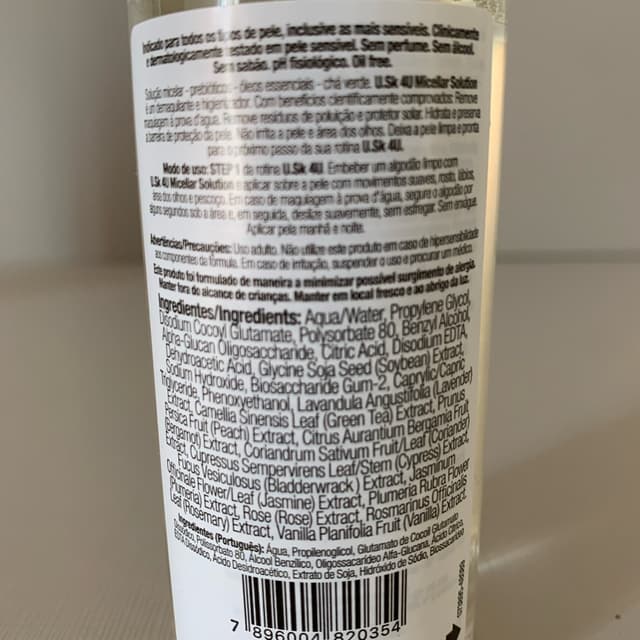 Indicado para todos os tipos de pele, inclusive as mais sensíveis. Clinicamente
e dermatologicamente testado em pele sensível. Sem perfume. Sem álcool.
Sem sabão. pH fisiológico. Oil free.
Solução micelar - prebióticos - óleos essenciais - chá verde. U.Sk 4U Micellar Solution
é um demaquilante e higienizador. Com benefícios cientificamente comprovados: Remove
maquiagem à prova d'água. Remove resíduos de poluição e protetor solar. Hidrata e preserva
a barreira de proteção da pele. Não irrita a pele e área dos olhos. Deixa a pele limpa e pronta
para o próximo passo da sua rotina U.Sk 4U.
Modo de uso: STEP 1 da rotina U.Sk 4U. Embeber um algodão limpo com
U.Sk 4U Micellar Solution e aplicar sobre a pele com movimentos suaves, rosto, lábios,
área dos olhos e pescoço. Em caso de maquiagem à prova d'água, segure o algodão por
alguns segundos sob a área e, em seguida, deslize suavemente, sem esfregar. Sem enxágue.
Aplicar pela manhã e noite.
Advertências/Precauções: Uso adulto. Não utilize este produto em caso de hipersensibilidade
aos componentes da fórmula. Em caso de irritação, suspender o uso e procurar um médico.
Este produto foi formulado de maneira a minimizar possível surgimento de alergia.
Manter fora do alcance de crianças. Manter em local fresco e ao abrigo da luz.
Ingredientes/Ingredients: Aqua/Water, Propylene Glycol,
Disodium Cocoyl Glutamate, Polysorbate 80, Benzyl Alcohol,
Alpha-Glucan Oligosaccharide, Citric Acid, Disodium EDTA,
Dehydroacetic Acid, Glycine Soja Seed (Soybean) Extract,
Sodium Hydroxide, Biosaccharide Gum-2, Caprylic/Capric
Triglyceride, Phenoxyethanol, Lavandula Angustifolia (Lavender)
Extract, Camellia Sinensis Leaf (Green Tea) Extract, Prunus
Persica Fruit (Peach) Extract, Citrus Aurantium Bergamia Fruit
(Bergamot) Extract, Coriandrum Sativum Fruit/Leaf (Coriander)
Extract, Cupressus Sempervirens Leaf/Stem (Cypress) Extract,
Fucus Vesiculosus (Bladderwrack ) Extract, Jasminum
Officinale Flower/Leaf (Jasmine) Extract, Plumeria Rubra Flower
(Plumeria) Extract, Rose (Rose) Extract, Rosmarinus Officinalis
Leaf (Rosemary) Extract, Vanilla Planifolia Fruit (Vanilla) Extract.
Ingredientes (Português): Água, Propilenoglicol, Glutamato de Cocoil Glutamato
Dissódico, Polisorbato 80, Álcool Benzílico, Oligossacarídeo Alfa-Glucano, Ácido Cítrico,
EDTA Dissódico, Ácido Desidroacético, Extrato de Soja, Hidróxido de Sódio, Biossacarídeo
7 896004 820354